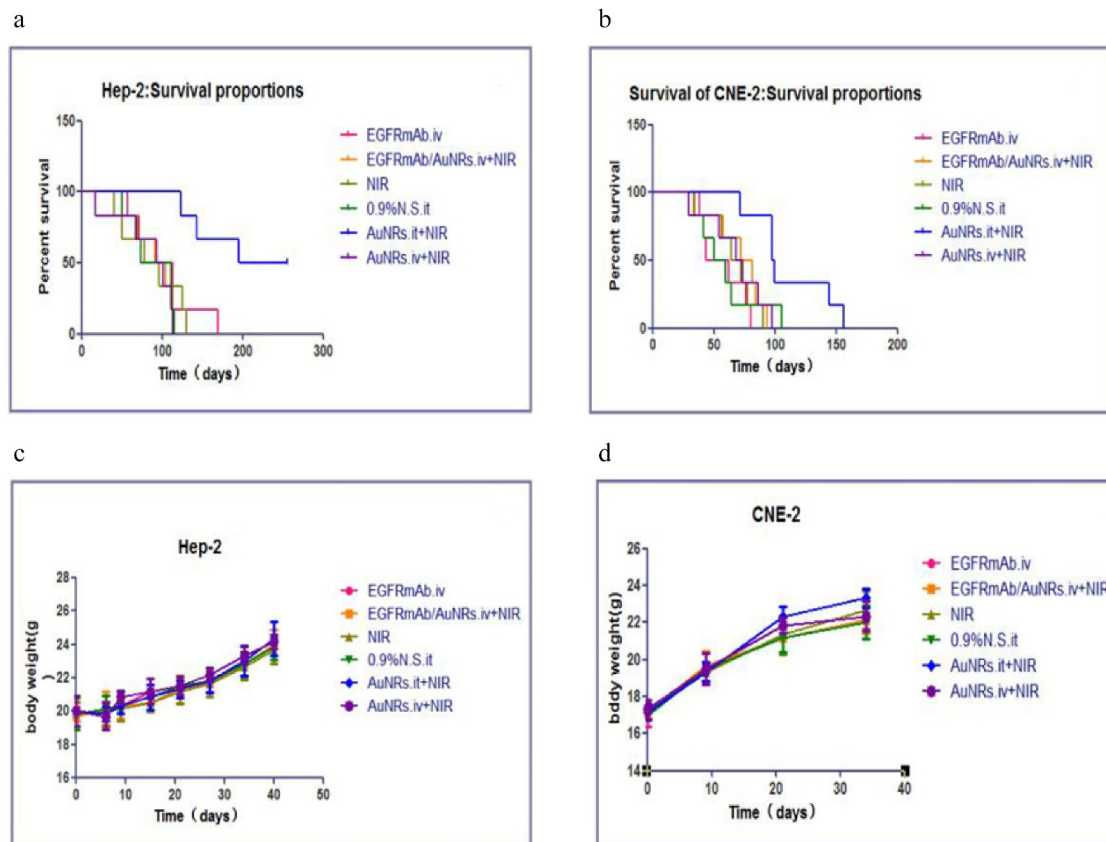 a
Hep-2:Survival proportions
150
100
50
0
Percent survival
0 100 200 300
Time（days）
EGFRmAb.iv
EGFRmAb/AuNRs.iv+NIR
NIR
0.9%N.S.it
AuNRs.it+NIR
AuNRs.iv+NIR
b
Survival of CNE-2:Survival proportions
150
100
50
0
Percent survival
0 50 100 150 200
Time（days）
EGFRmAb.iv
EGFRmAb/AuNRs.iv+NIR
NIR
0.9%N.S.it
AuNRs.it+NIR
AuNRs.iv+NIR
c
Hep-2
28
26
24
22
20
18
16
body weight(g
)
0 10 20 30 40 50
Time（days）
EGFRmAb.iv
EGFRmAb/AuNRs.iv+NIR
NIR
0.9%N.S.it
AuNRs.it+NIR
AuNRs.iv+NIR
d
CNE-2
26
24
22
20
18
16
14
bddy weight(g)
0 10 20 30 40
Time（days）
EGFRmAb.iv
EGFRmAb/AuNRs.iv+NIR
NIR
0.9%N.S.it
AuNRs.it+NIR
AuNRs.iv+NIR